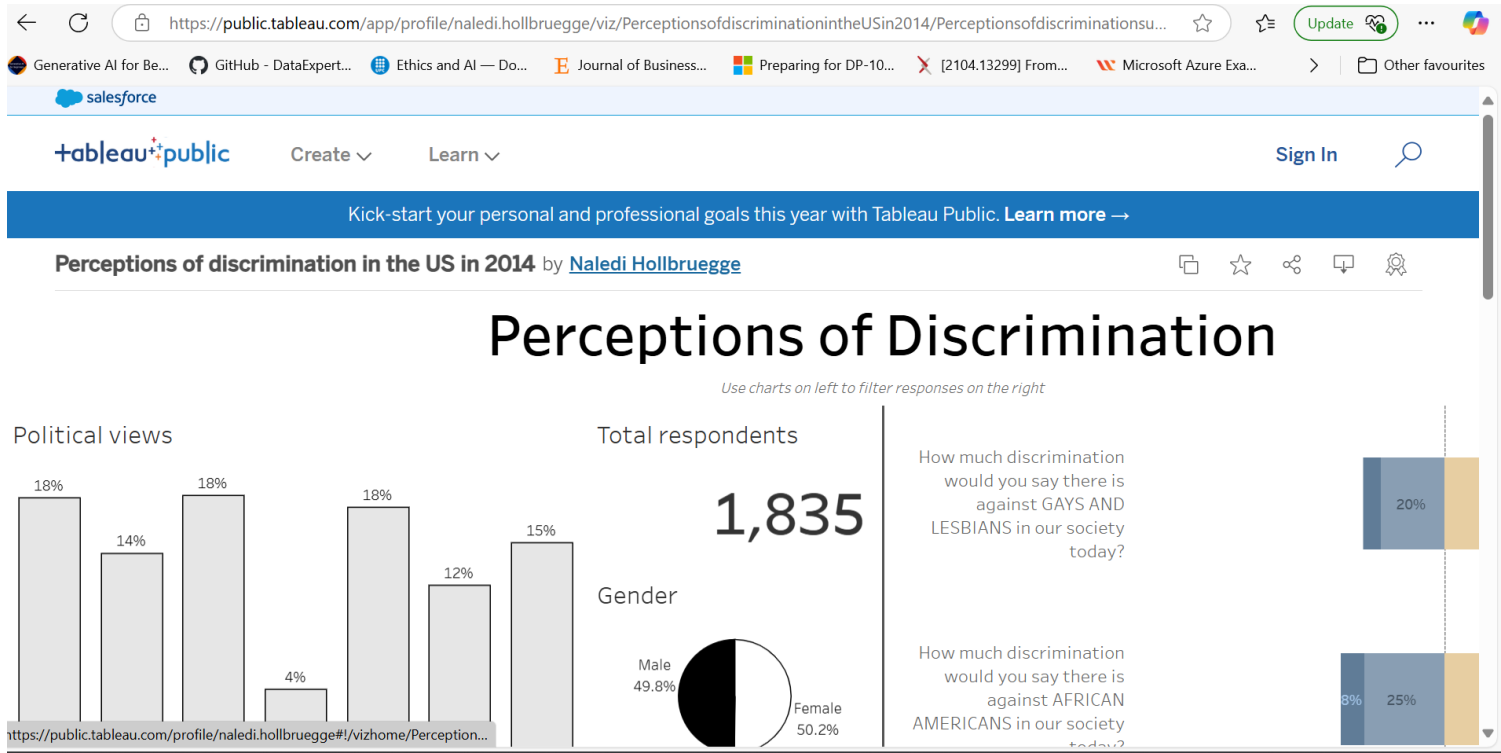 https://public.tableau.com/app/profile/naledi.hollbruegge/viz/PerceptionsofdiscriminationintheUSin2014/Perceptionsofdiscriminationsu...
Update
Generative AI for Be...
GitHub - DataExpert...
Ethics and AI — Do...
Journal of Business...
Preparing for DP-10...
[2104.13299] From...
Microsoft Azure Exa...
Other favourites
salesforce
+ableau public
Create
Learn
Sign In
Kick-start your personal and professional goals this year with Tableau Public. Learn more →
Perceptions of discrimination in the US in 2014 by Naledi Hollbruegge
Perceptions of Discrimination
Use charts on left to filter responses on the right
Political views
18%
14%
18%
4%
18%
12%
15%
Total respondents
1,835
Gender
Male
49.8%
Female
50.2%
How much discrimination
would you say there is
against GAYS AND
LESBIANS in our society
today?
20%
How much discrimination
would you say there is
against AFRICAN
AMERICANS in our society
today?
8%
25%
https://public.tableau.com/profile/naledi.hollbruegge#!/vizhome/Perception...